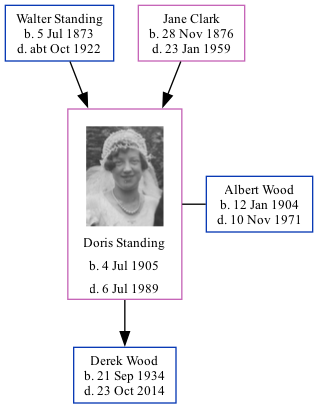 Walter Standing
b. 5 Jul 1873
d. abt Oct 1922
Jane Clark
b. 28 Nov 1876
d. 23 Jan 1959
Doris Standing
b. 4 Jul 1905
d. 6 Jul 1989
Albert Wood
b. 12 Jan 1904
d. 10 Nov 1971
Derek Wood
b. 21 Sep 1934
d. 23 Oct 2014